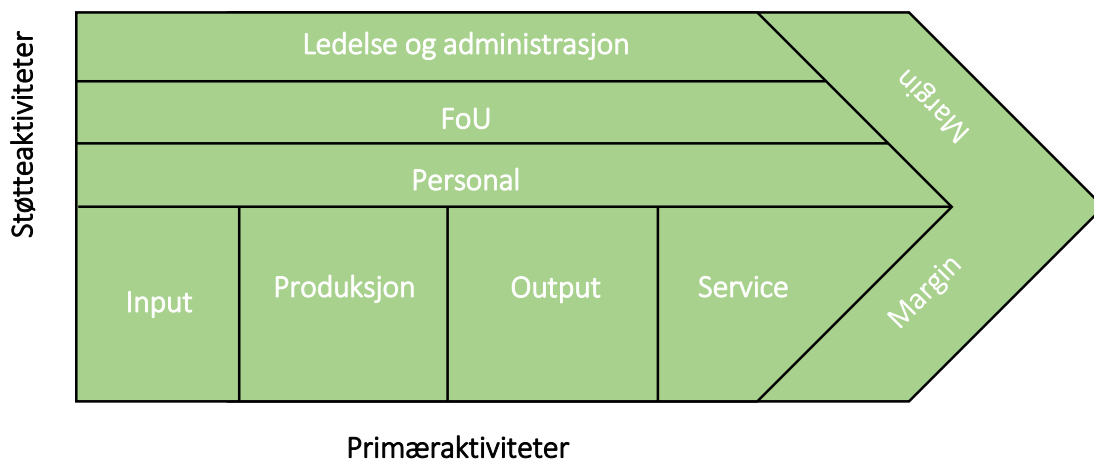 Støtteaktiviteter
Ledelse og administrasjon
FoU
Personal
Input
Produksjon
Output
Service
Margin
Margin
Primæraktiviteter